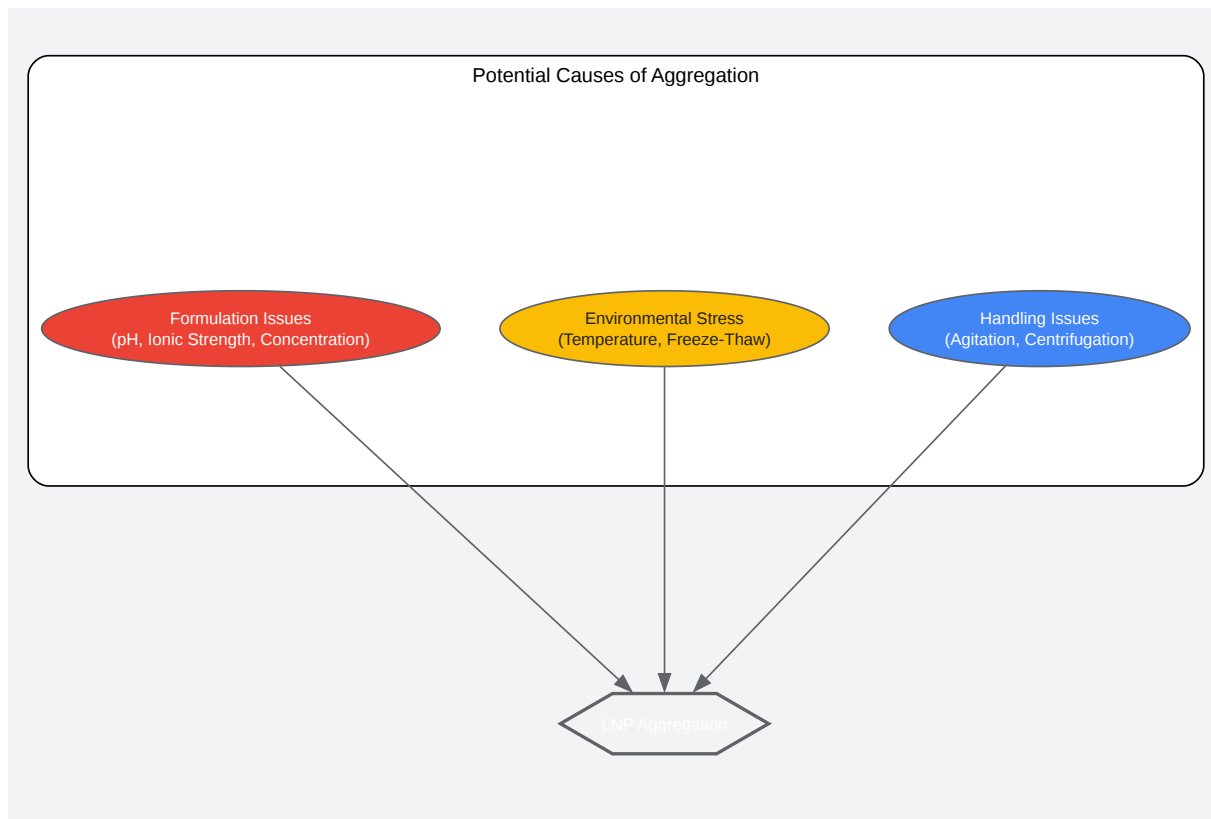 Potential Causes of Aggregation
Formulation Issues
(pH, Ionic Strength, Concentration)
Environmental Stress
(Temperature, Freeze-Thaw)
Handling Issues
(Agitation, Centrifugation)
LNP Aggregation